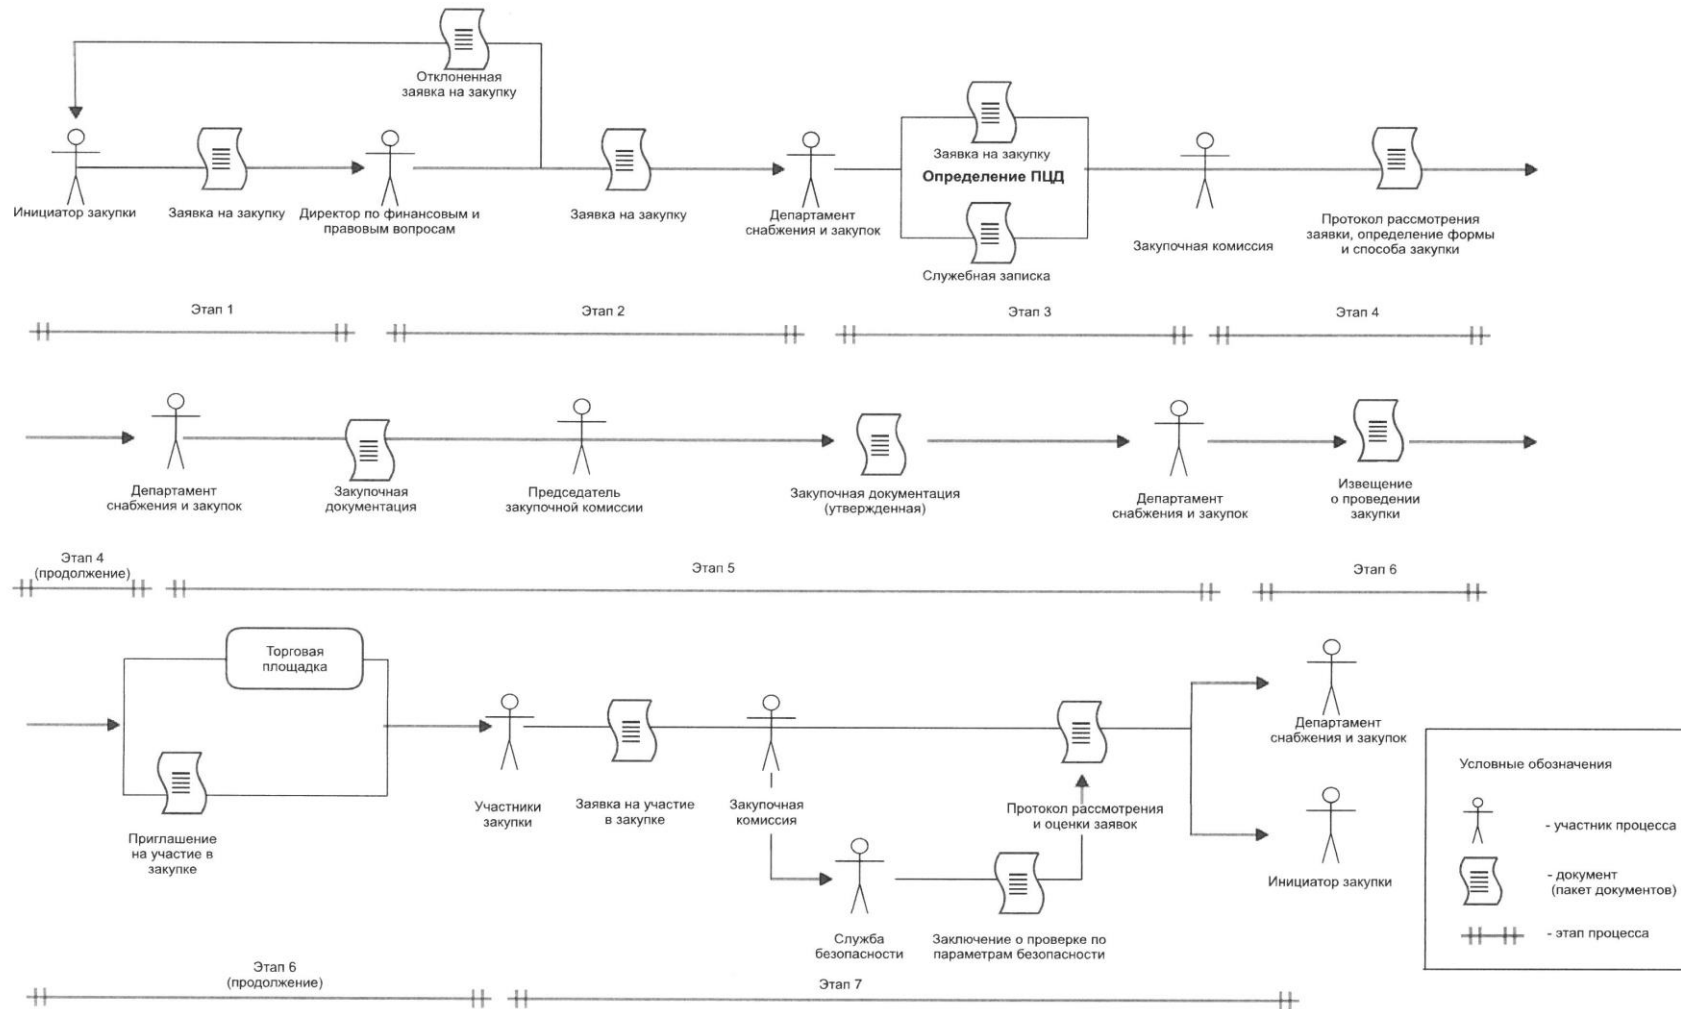 Отклоненная
заявка на закупку
Инициатор закупки
Заявка на закупку
Директор по финансовым и
правовым вопросам
Заявка на закупку
Департамент
снабжения и закупок
Заявка на закупку
Определение ПЦД
Служебная записка
Закупочная комиссия
Протокол рассмотрения
заявки, определение формы
и способа закупки
Этап 1
Этап 2
Этап 3
Этап 4
Департамент
снабжения и закупок
Закупочная
документация
Председатель
закупочной комиссии
Закупочная документация
(утвержденная)
Департамент
снабжения и закупок
Извещение
о проведении
закупки
Этап 4
(продолжение)
Этап 5
Этап 6
Торговая
площадка
Приглашение
на участие в
закупке
Участники
закупки
Заявка на участие
в закупке
Закупочная
комиссия
Протокол рассмотрения
и оценки заявок
Департамент
снабжения и закупок
Служба
безопасности
Заключение о проверке по
параметрам безопасности
Инициатор закупки
Условные обозначения
- участник процесса
- документ
(пакет документов)
- этап процесса
Этап 6
(продолжение)
Этап 7